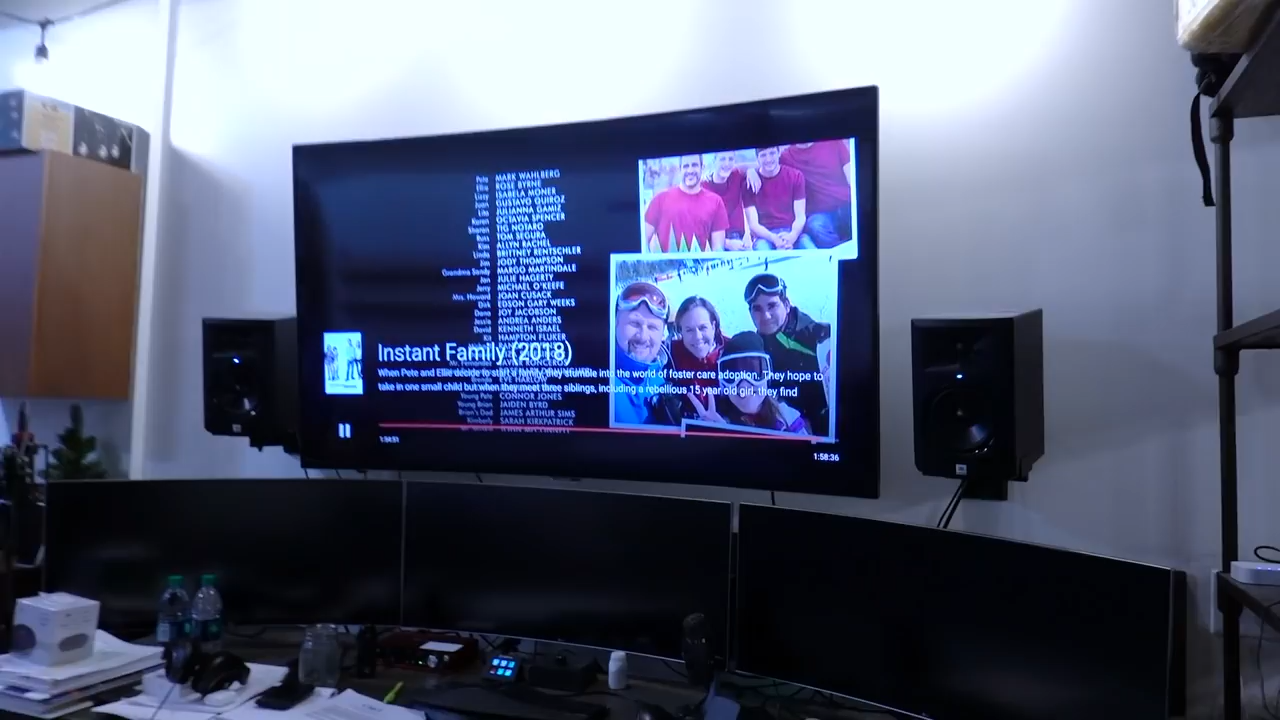 Pete MARK WAHLBERG
Ellie ROSE BYRNE
Lizzy ISABELA MONER
Juan GUSTAVO QUIROZ
Lita JULIANNA GAMIZ
Karen OCTAVIA SPENCER
Sharon TIG NOTARO
Russ TOM SEGURA
Kim ALLYN RACHEL
Linda BRITTNEY RENTSCHLER
Jim JODY THOMPSON
Grandma Sandy MARGO MARTINDALE
Jan JULIE HAGERTY
Jerry MICHAEL O'KEEFE
Mrs. Howard JOAN CUSACK
Dirk EDSON GARY WEEKS
Dana JOY JACOBSON
Jessie ANDREA ANDERS
David KENNETH ISRAEL
Kit HAMPTON FLUKER
Instant Family (2018)
When Pete and Ellie decide to start a family, they stumble into the world of foster care adoption. They hope to
EVE HARLOW
take in one small child but when they meet three siblings, including a rebellious 15 year old girl, they find
Young Pete CONNOR JONES
Young Brian JAIDEN BYRD
Brian's Dad JAMES ARTHUR SIMS
Kimberly SARAH KIRKPATRICK
1:54:51
1:58:36
JBL